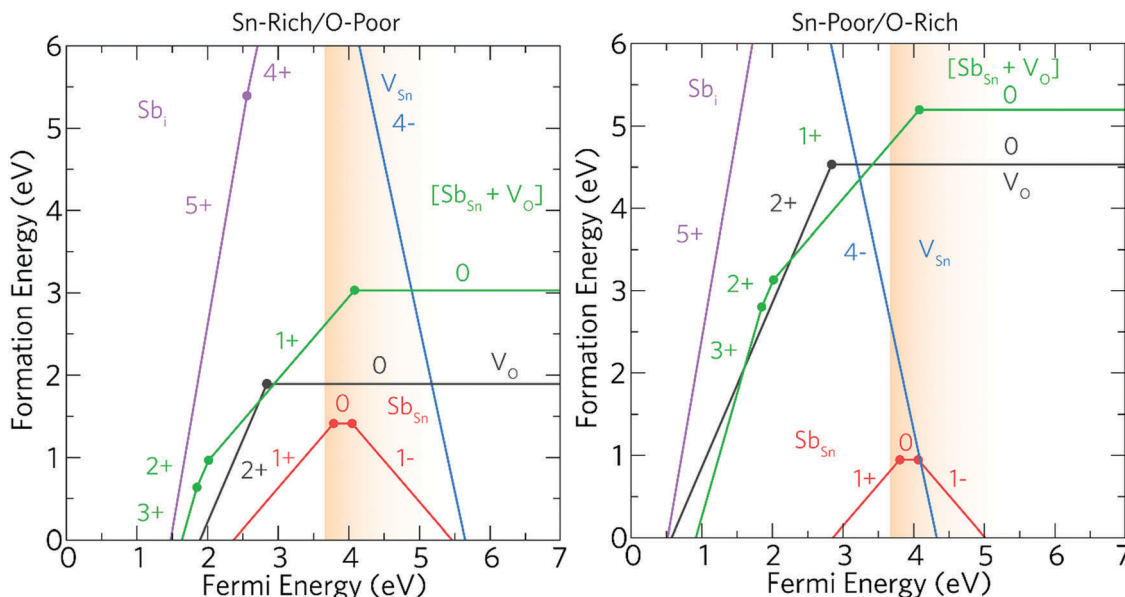 Sn-Rich/O-Poor
6
5
4
3
2
1
0
Formation Energy (eV)
4+
Sb_i
5+
V_Sn
4-
[Sb_Sn + V_O]
0
1+
0
V_O
0
Sb_Sn
2+
3+
2+
1+
1-
0 1 2 3 4 5 6 7
Fermi Energy (eV)
Sn-Poor/O-Rich
6
5
4
3
2
1
0
Formation Energy (eV)
Sb_i
[Sb_Sn + V_O]
0
1+
0
V_O
2+
5+
4-
V_Sn
2+
3+
Sb_Sn
0
1+
1-
0 1 2 3 4 5 6 7
Fermi Energy (eV)